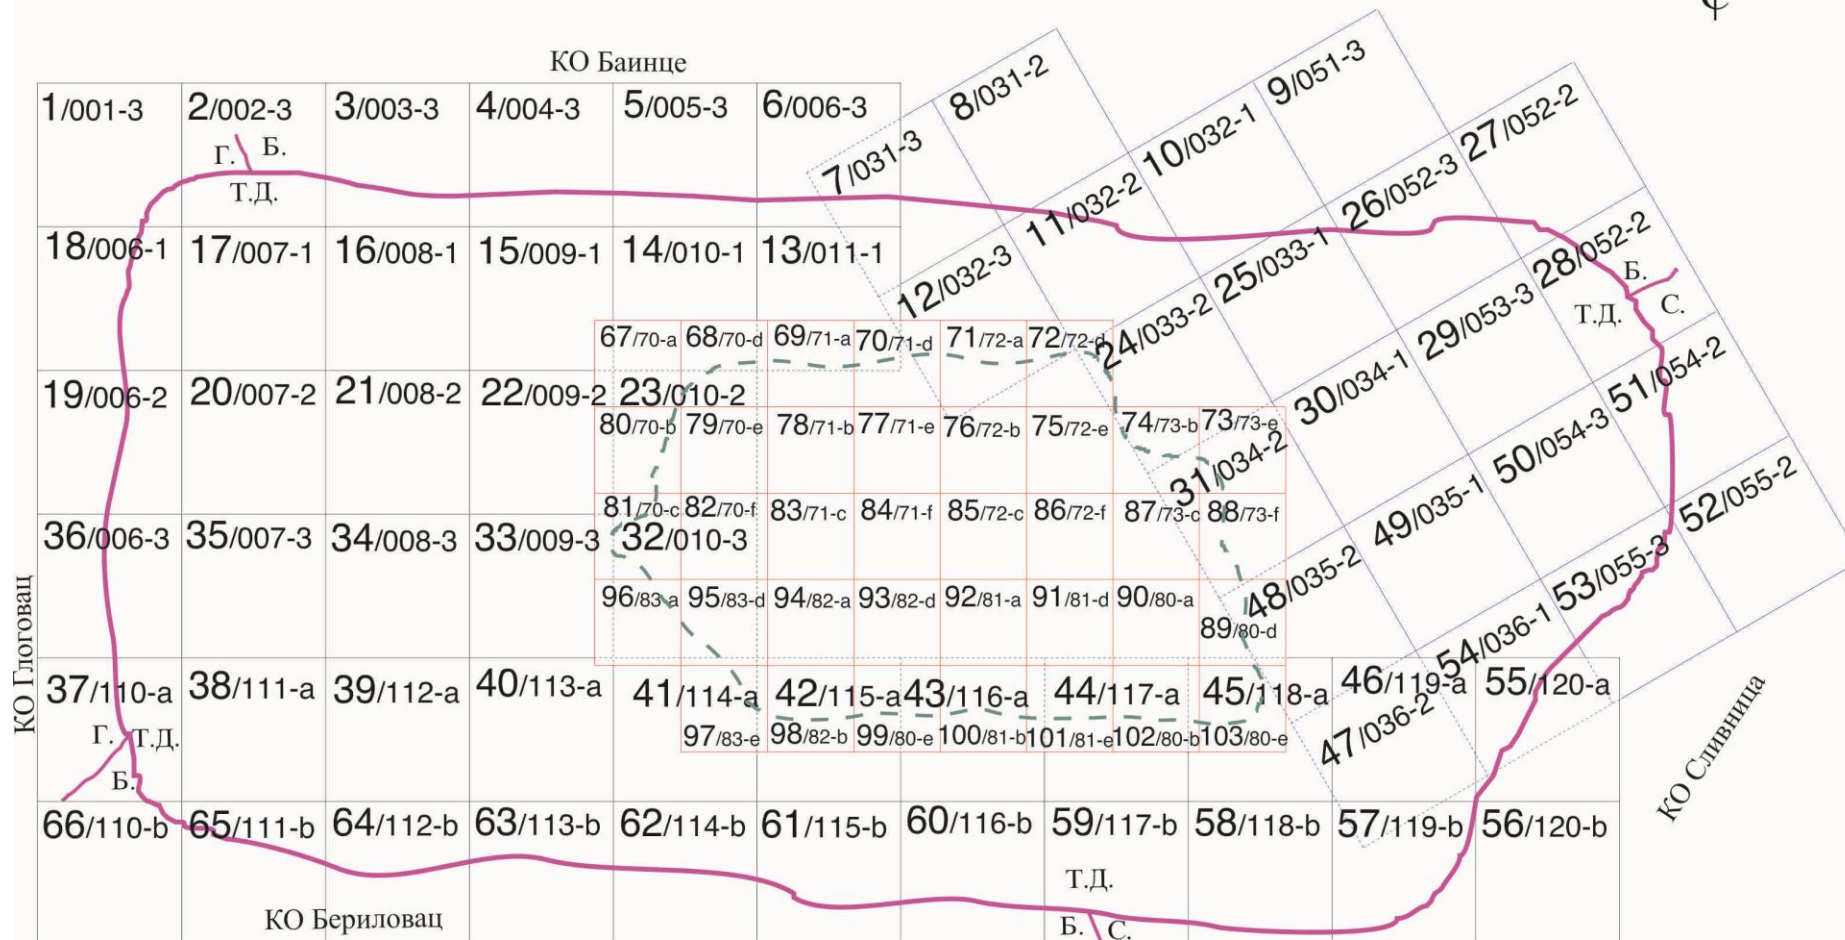 КО Баинце
1/001-3 2/002-3 3/003-3 4/004-3 5/005-3 6/006-3
7/031-3 8/031-2 9/051-3
Г. Б.
Т.Д.
12/032-3 11/032-2 10/032-1
18/006-1 17/007-1 16/008-1 15/009-1 14/010-1 13/011-1
24/033-2 25/033-1 26/052-3 27/052-2
Б.
Т.Д. С.
67/70-a 68/70-d 69/71-a 70/71-d 71/72-a 72/72-d
31/034-2 30/034-1 29/053-3 28/052-2
19/006-2 20/007-2 21/008-2 22/009-2 23/010-2
80/70-b 79/70-e 78/71-b 77/71-e 76/72-b 75/72-e 74/73-b 73/73-e
48/035-2 49/035-1 50/054-3 51/054-2
81/70-c 82/70-f 83/71-c 84/71-f 85/72-c 86/72-f 87/73-c 88/73-f
36/006-3 35/007-3 34/008-3 33/009-3 32/010-3
96/83-a 95/83-d 94/82-a 93/82-d 92/81-a 91/81-d 90/80-a
89/80-d
47/036-2 54/036-1 53/055-3 52/055-2
КО Глоговац
37/110-a 38/111-a 39/112-a 40/113-a 41/114-a 42/115-a 43/116-a 44/117-a 45/118-a 46/119-a 55/120-a
Г. Т.Д.
Б.
97/83-e 98/82-b 99/80-e 100/81-b 101/81-e 102/80-b 103/80-e
КО Сливница
66/110-b 65/111-b 64/112-b 63/113-b 62/114-b 61/115-b 60/116-b 59/117-b 58/118-b 57/119-b 56/120-b
Т.Д.
Б. С.
КО Бериловац